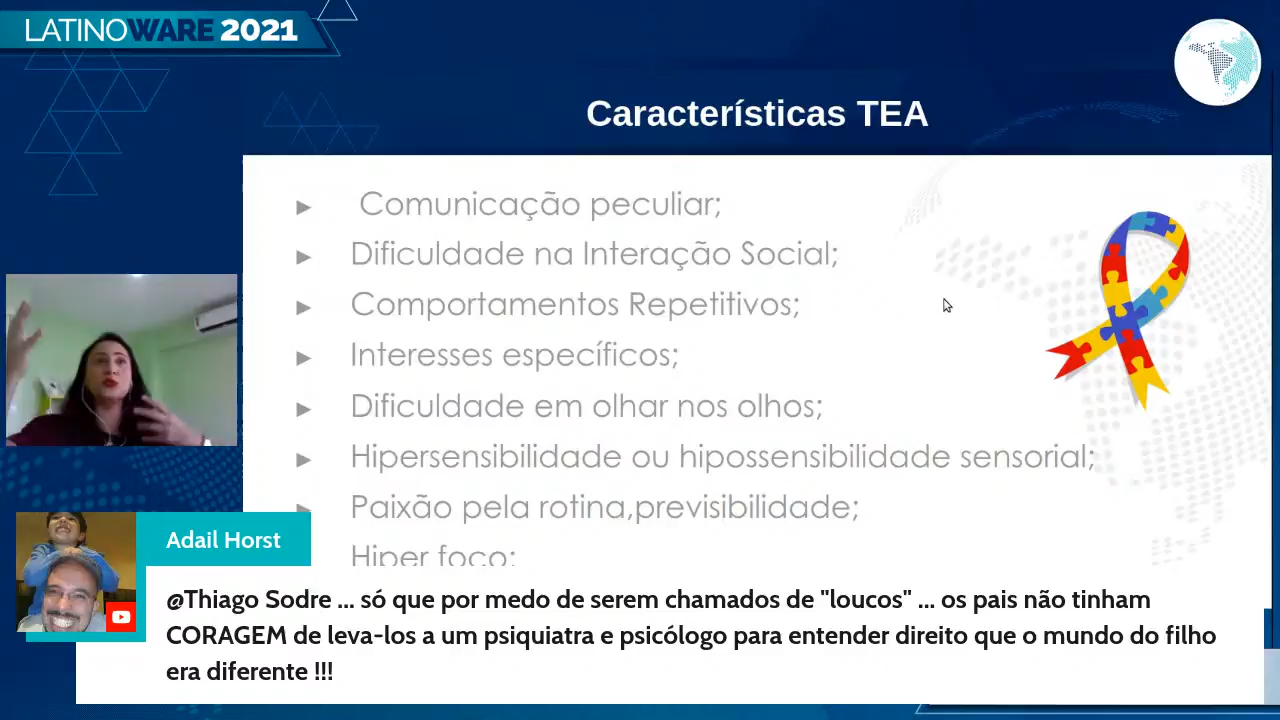 LATINOWARE 2021
Características TEA
► Comunicação peculiar;
► Dificuldade na Interação Social;
► Comportamentos Repetitivos;
► Interesses específicos;
► Dificuldade em olhar nos olhos;
► Hipersensibilidade ou hipossensibilidade sensorial;
► Paixão pela rotina,previsibilidade;
Hiper foco;
Adail Horst
@Thiago Sodre ... só que por medo de serem chamados de "loucos" ... os pais não tinham
CORAGEM de leva-los a um psiquiatra e psicólogo para entender direito que o mundo do filho
era diferente !!!